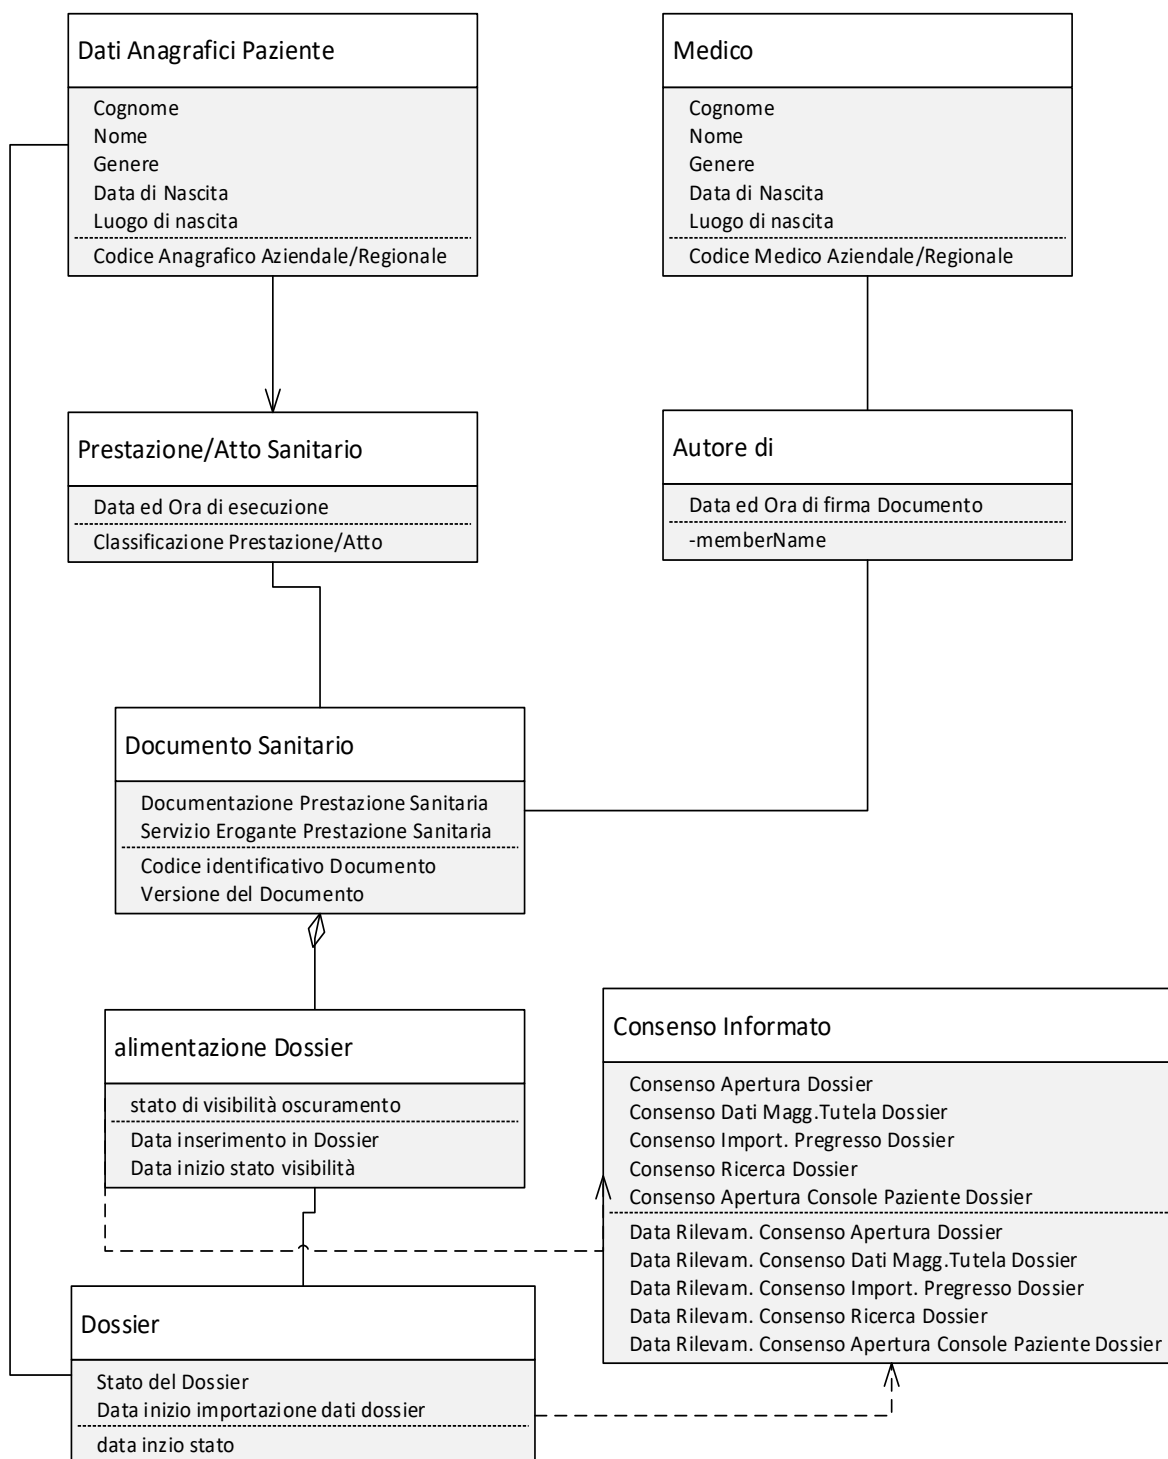 Dati Anagrafici Paziente
Cognome
Nome
Genere
Data di Nascita
Luogo di nascita
Codice Anagrafico Aziendale/Regionale
Medico
Cognome
Nome
Genere
Data di Nascita
Luogo di nascita
Codice Medico Aziendale/Regionale
Prestazione/Atto Sanitario
Data ed Ora di esecuzione
Classificazione Prestazione/Atto
Autore di
Data ed Ora di firma Documento
-memberName
Documento Sanitario
Documentazione Prestazione Sanitaria
Servizio Erogante Prestazione Sanitaria
Codice identificativo Documento
Versione del Documento
alimentazione Dossier
stato di visibilità oscuramento
Data inserimento in Dossier
Data inizio stato visibilità
Consenso Informato
Consenso Apertura Dossier
Consenso Dati Magg.Tutela Dossier
Consenso Import. Pregresso Dossier
Consenso Ricerca Dossier
Consenso Apertura Console Paziente Dossier
Data Rilevam. Consenso Apertura Dossier
Data Rilevam. Consenso Dati Magg.Tutela Dossier
Data Rilevam. Consenso Import. Pregresso Dossier
Data Rilevam. Consenso Ricerca Dossier
Data Rilevam. Consenso Apertura Console Paziente Dossier
Dossier
Stato del Dossier
Data inizio importazione dati dossier
data inzio stato